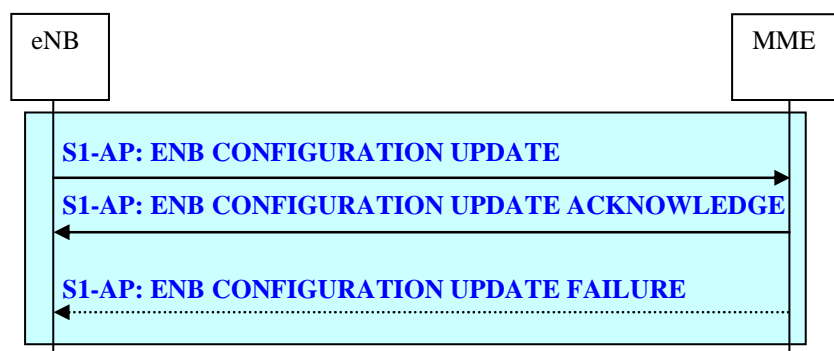 eNB
MME
S1-AP: ENB CONFIGURATION UPDATE
S1-AP: ENB CONFIGURATION UPDATE ACKNOWLEDGE
S1-AP: ENB CONFIGURATION UPDATE FAILURE